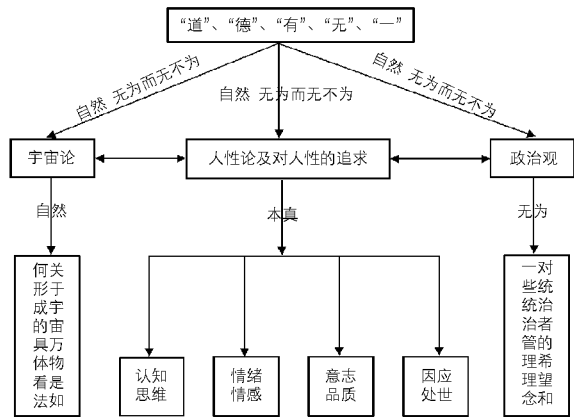 “道”、“德”、“有”、“无”、“一”
自然 无为而无不为
自然 无为而无不为
自然 无为而无不为
宇宙论
人性论及对人性的追求
政治观
自然
本真
无为
关于宇宙万物是如
何形成的具体看法
认知
思维
情绪
情感
意志
品质
因应
处世
对统治者的希望和
一些统治管理理念